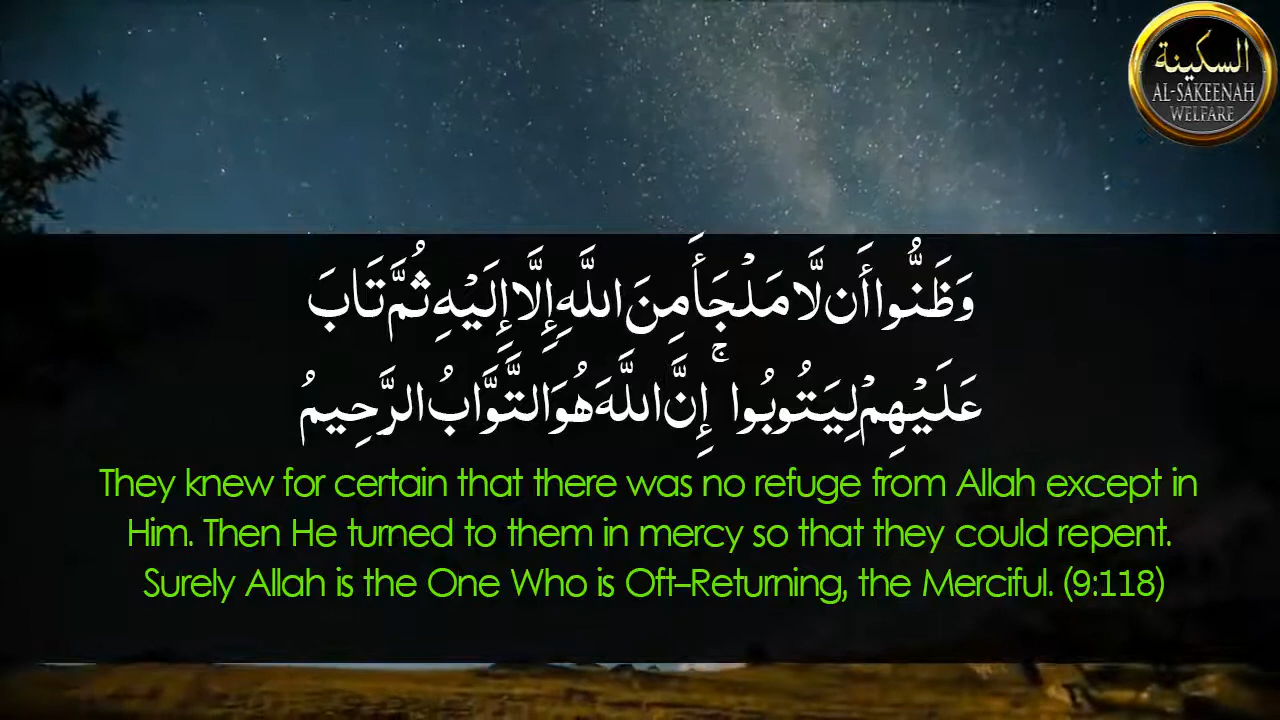 السكينة
AL-SAKEENAH
WELFARE
وَظَنُّوا أَن لَّا مَلْجَأَ مِنَ اللَّهِ إِلَّا إِلَيْهِ ثُمَّ تَابَ
عَلَيْهِمْ لِيَتُوبُوا ۚ إِنَّ اللَّهَ هُوَ التَّوَّابُ الرَّحِيمُ
They knew for certain that there was no refuge from Allah except in
Him. Then He turned to them in mercy so that they could repent.
Surely Allah is the One Who is Oft–Returning, the Merciful. (9:118)